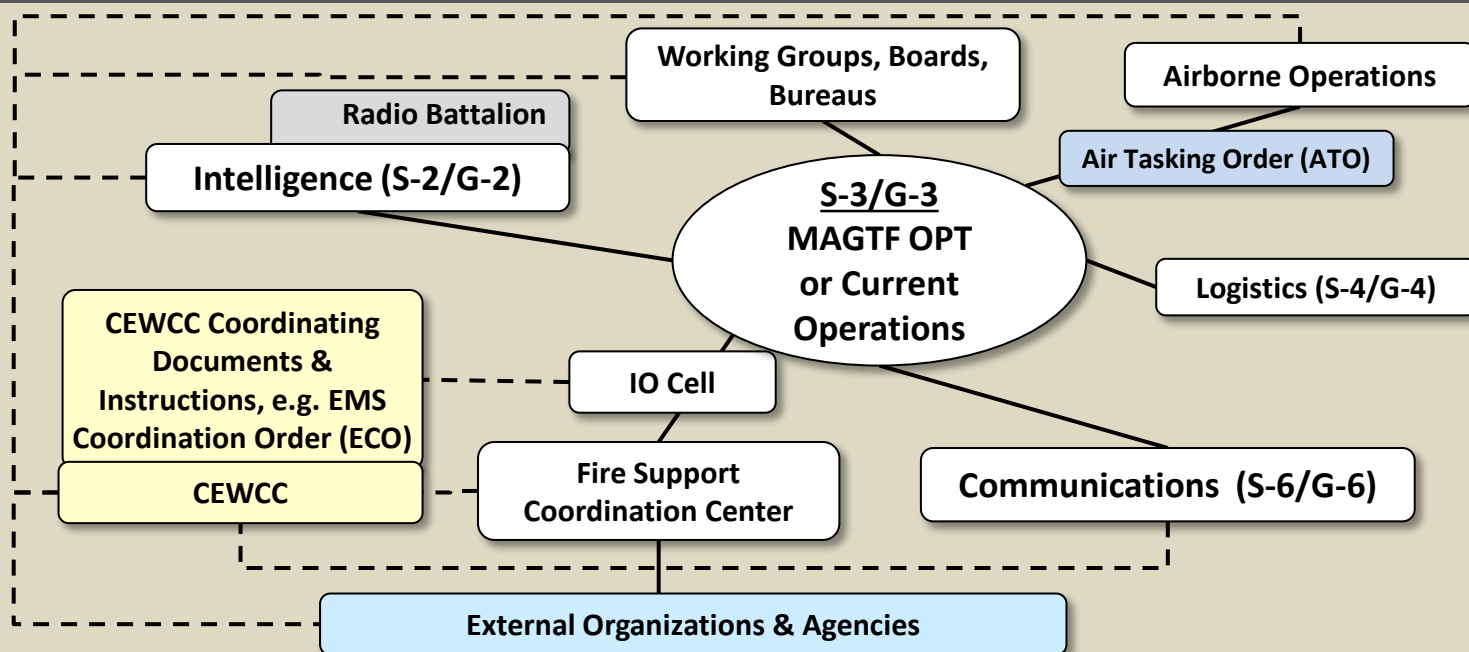 Working Groups, Boards,
Bureaus
Airborne Operations
Radio Battalion
Air Tasking Order (ATO)
Intelligence (S-2/G-2)
S-3/G-3
MAGTF OPT
or Current
Operations
Logistics (S-4/G-4)
CEWCC Coordinating
Documents &
Instructions, e.g. EMS
Coordination Order (ECO)
IO Cell
CEWCC
Fire Support
Coordination Center
Communications (S-6/G-6)
External Organizations & Agencies